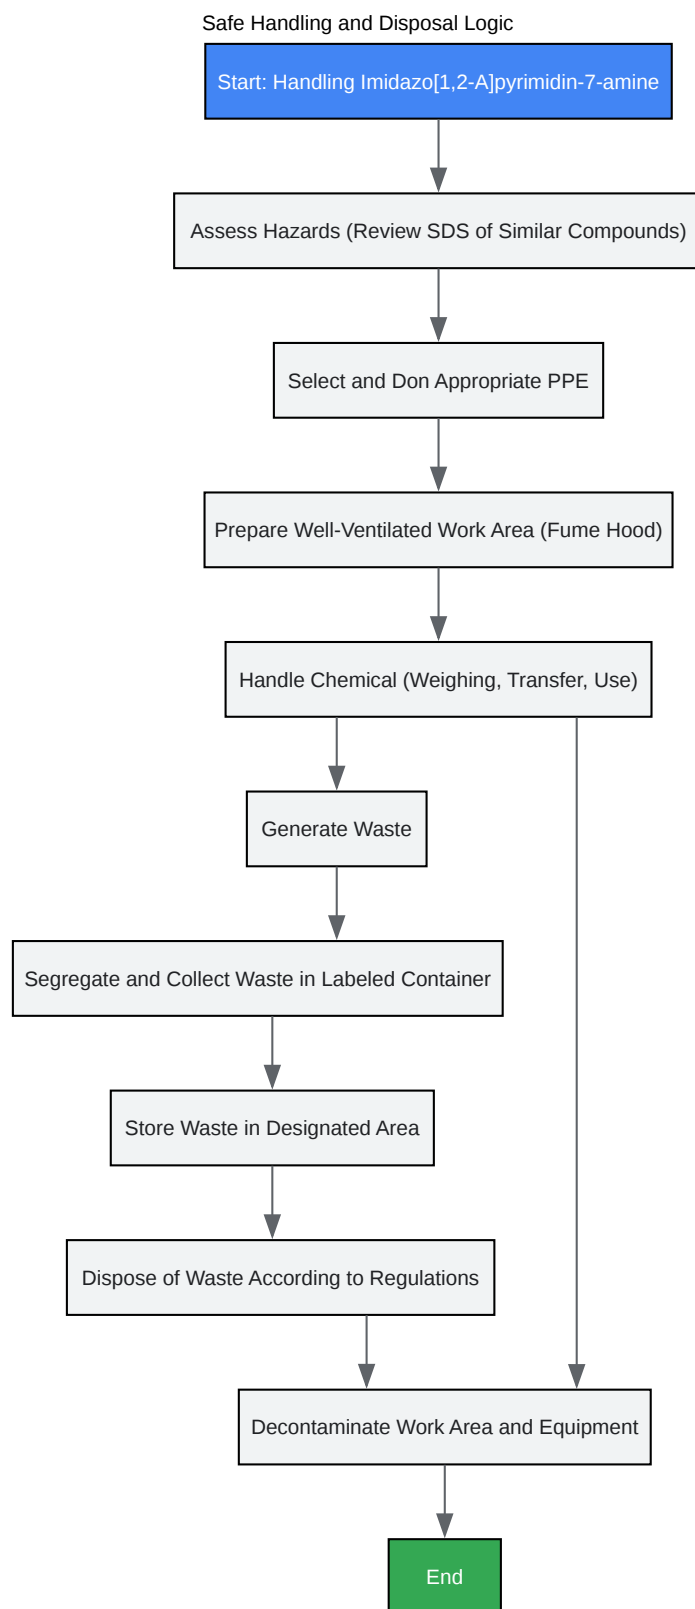 Safe Handling and Disposal Logic
Start: Handling Imidazo[1,2-A]pyrimidin-7-amine
Assess Hazards (Review SDS of Similar Compounds)
Select and Don Appropriate PPE
Prepare Well-Ventilated Work Area (Fume Hood)
Handle Chemical (Weighing, Transfer, Use)
Generate Waste
Segregate and Collect Waste in Labeled Container
Store Waste in Designated Area
Dispose of Waste According to Regulations
Decontaminate Work Area and Equipment
End